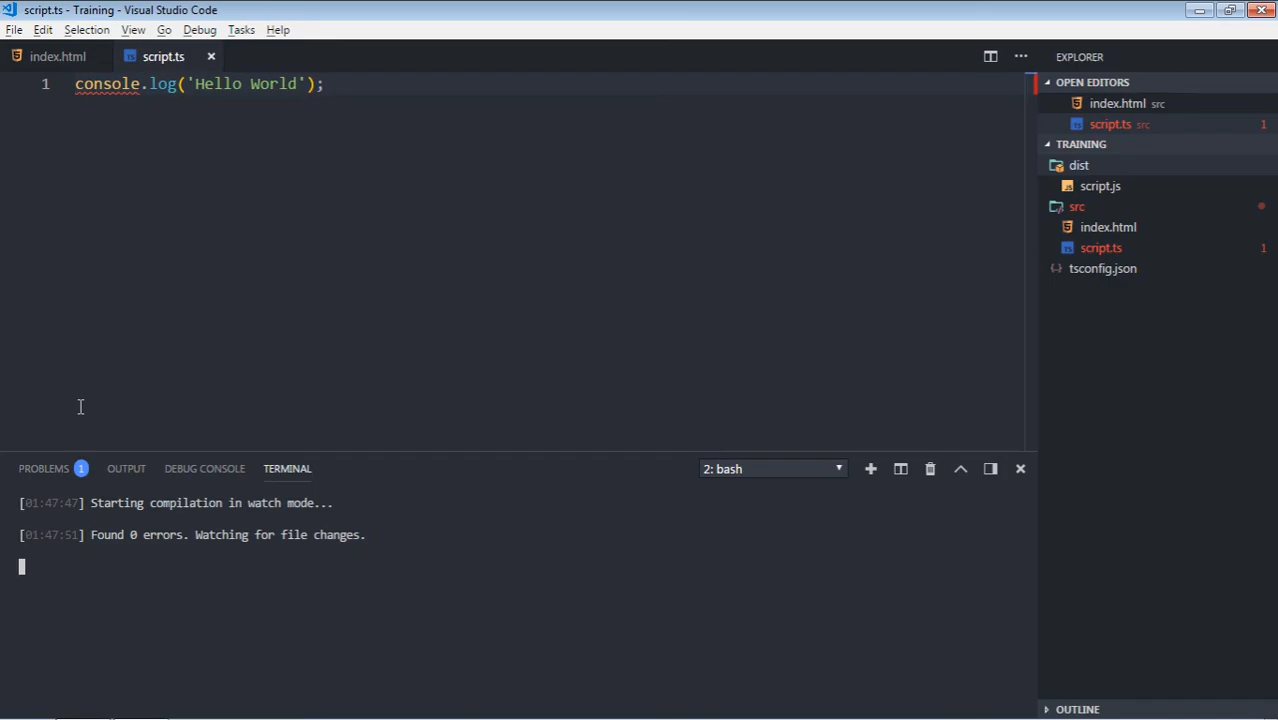 script.ts - Training - Visual Studio Code
File Edit Selection View Go Debug Tasks Help
index.html script.ts
EXPLORER
1 console.log('Hello World');
OPEN EDITORS
index.html src
script.ts src 1
TRAINING
dist
script.js
src
index.html
script.ts 1
tsconfig.json
PROBLEMS 1 OUTPUT DEBUG CONSOLE TERMINAL 2: bash
[01:47:47] Starting compilation in watch mode...
[01:47:51] Found 0 errors. Watching for file changes.
OUTLINE